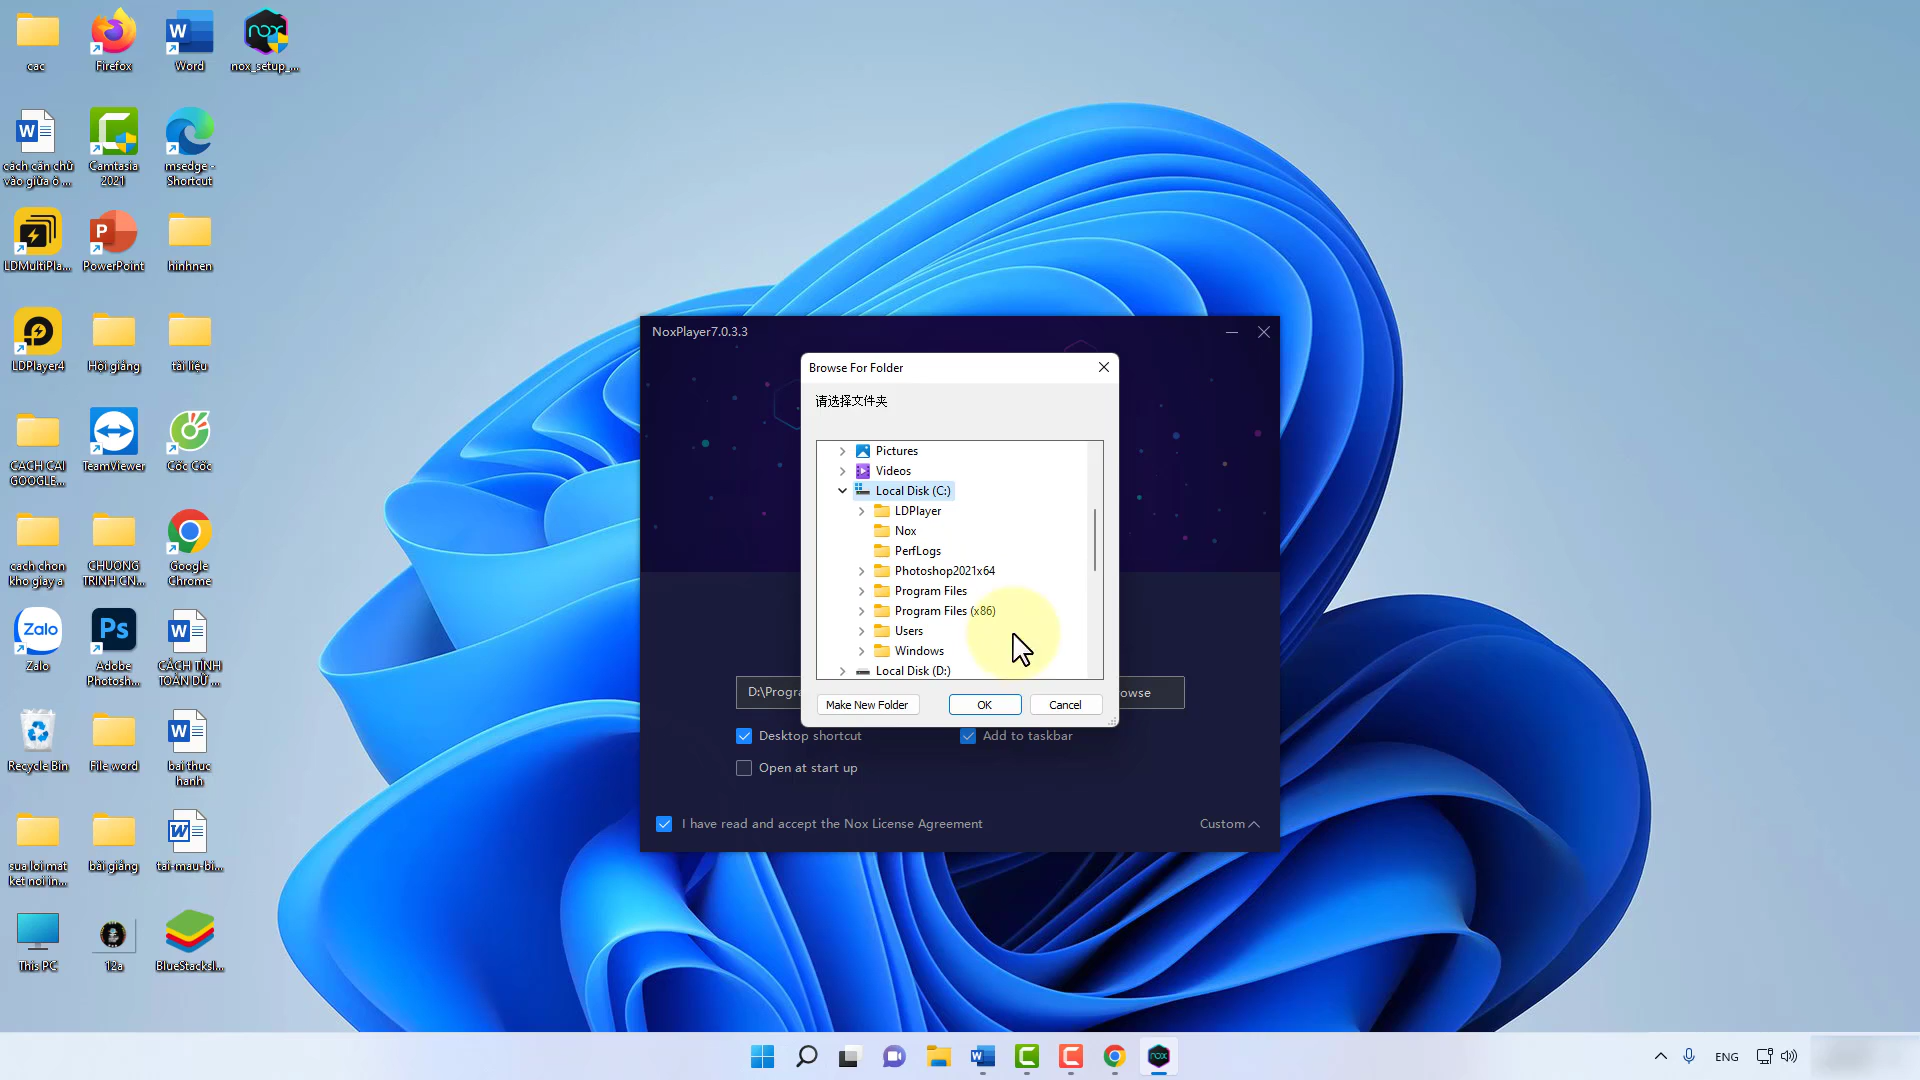 cac
Firefox
Word
nox_setup_...
cách căn chữ
vào giữa ô ...
Camtasia
2021
msedge -
Shortcut
LDMultiPla...
PowerPoint
hinhnen
LDPlayer4
Hội giảng
tài liệu
CACH CAI
GOOGLE...
TeamViewer
Cốc Cốc
cach chon
kho giay a
CHUONG
TRINH CN...
Google
Chrome
Zalo
Zalo
Ps
Adobe
Photosh...
CÁCH TÍNH
TOÁN DỮ ...
Recycle Bin
File word
bai thuc
hanh
sua loi mat
ket noi in...
bài giảng
tai-mau-bi...
This PC
12a
BlueStacksI...
NoxPlayer7.0.3.3
Browse For Folder
请选择文件夹
Pictures
Videos
Local Disk (C:)
LDPlayer
Nox
PerfLogs
Photoshop2021x64
Program Files
Program Files (x86)
Users
Windows
Local Disk (D:)
Make New Folder
OK
Cancel
D:\Progra
owse
Desktop shortcut
Add to taskbar
Open at start up
I have read and accept the Nox License Agreement
Custom
nox
ENG